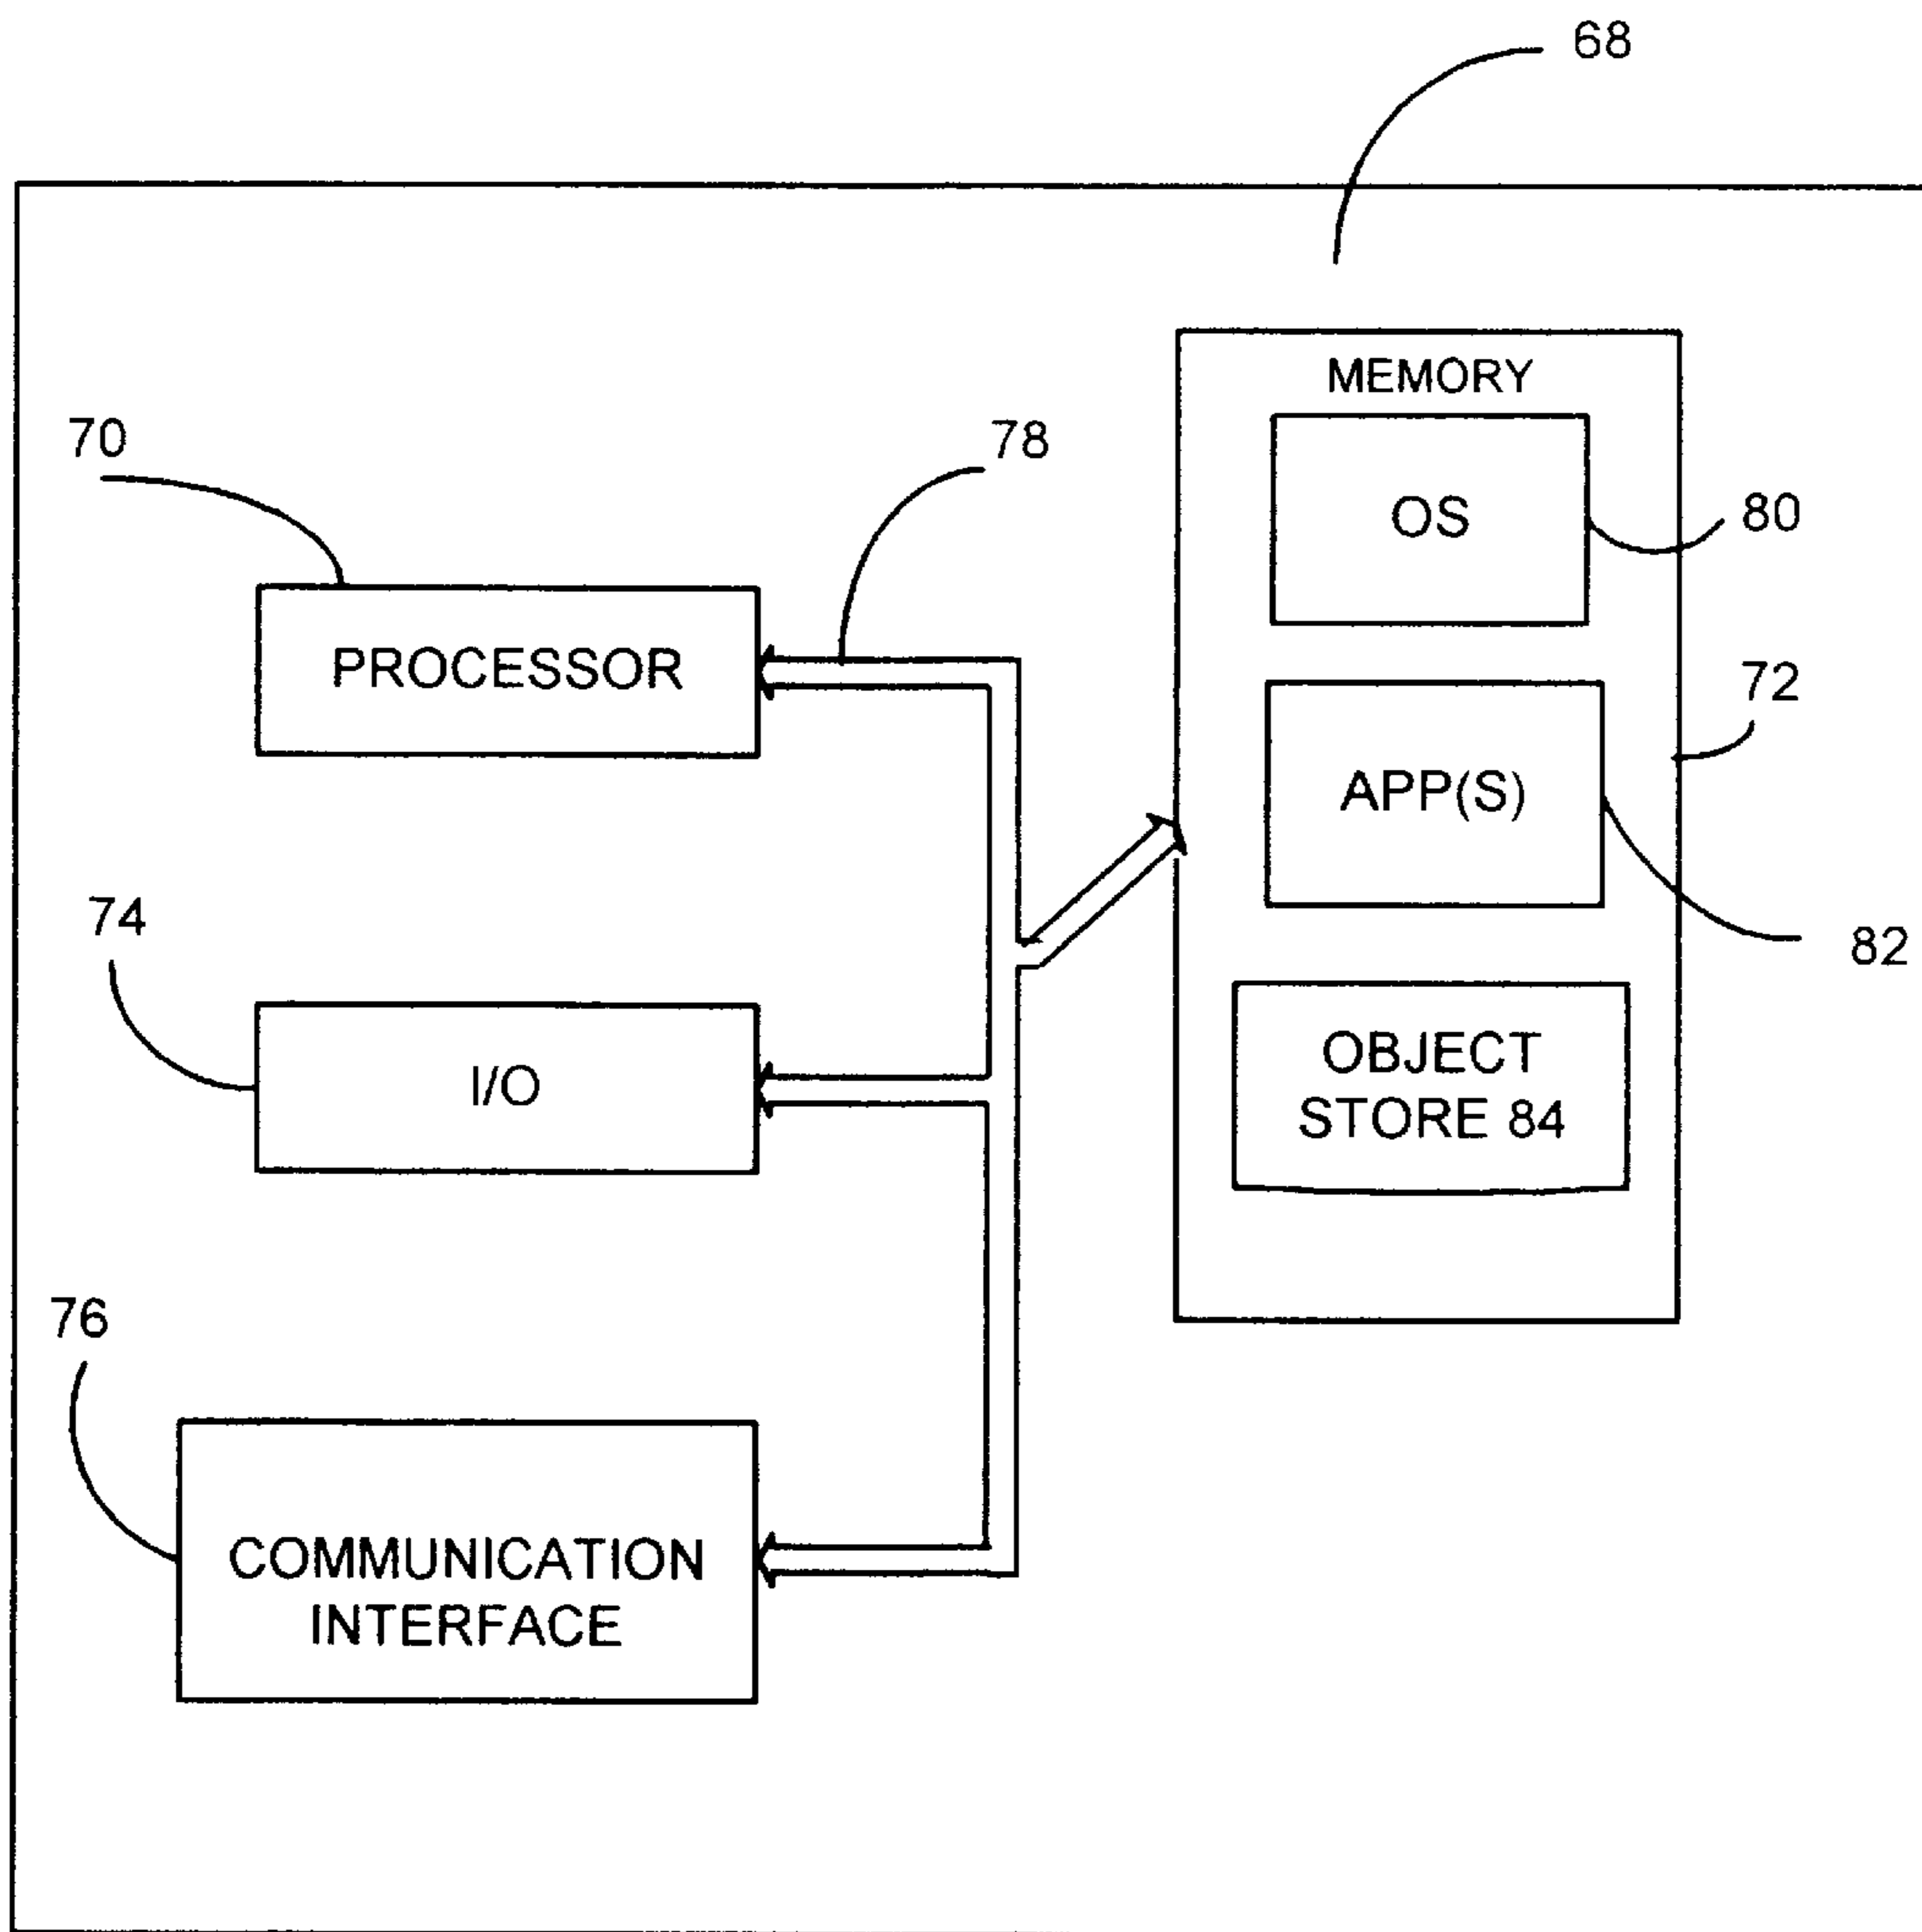 68
MEMORY
70
78
OS
80
PROCESSOR
72
APP(S)
74
82
I/O
OBJECT
STORE 84
76
COMMUNICATION
INTERFACE